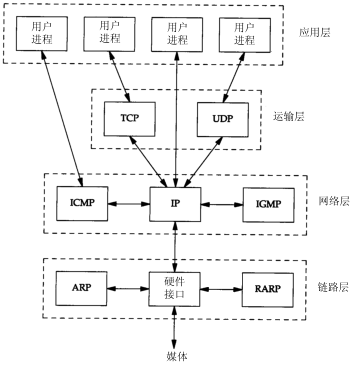 用户
进程
用户
进程
用户
进程
用户
进程
应用层
TCP
UDP
运输层
ICMP
IP
IGMP
网络层
ARP
硬件
接口
RARP
链路层
媒体